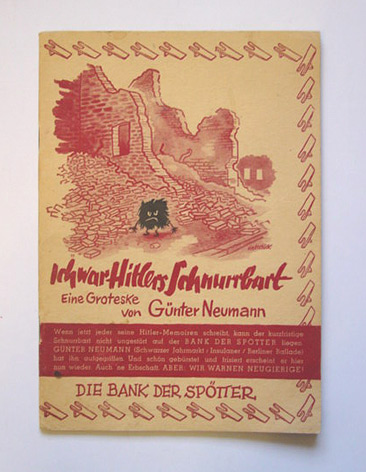 Ich war Hitlers Schnurrbart
Eine Groteske
von Günter Neumann
Wenn jetzt jeder seine Hitler-Memoiren schreibt, kann der kurzfristige
Schnurrbart nicht ungestört auf der BANK DER SPÖTTER liegen.
GÜNTER NEUMANN (Schwarzer Jahrmarkt / Insulaner / Berliner Ballade)
hat ihn aufgegriffen. Und schön gebürstet und frisiert erscheint er hier
nun wieder. Auch 'ne Erbschaft. ABER: WIR WARNEN NEUGIERIGE!
DIE BANK DER SPÖTTER